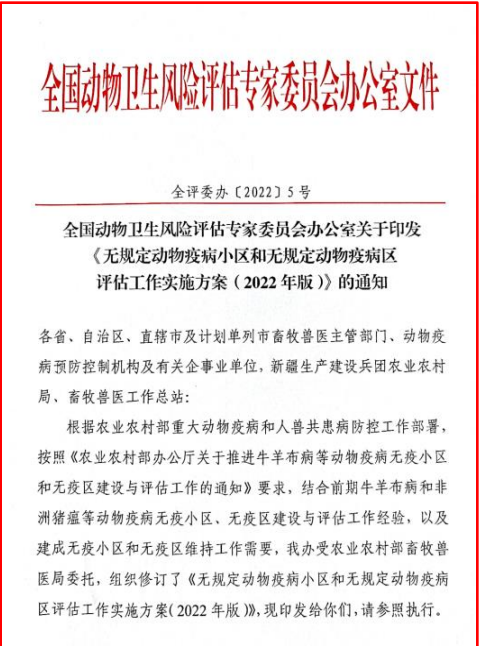 全国动物卫生风险评估专家委员会办公室文件
全评委办〔2022〕5号
全国动物卫生风险评估专家委员会办公室关于印发
《无规定动物疫病小区和无规定动物疫病区
评估工作实施方案（2022年版）》的通知
各省、自治区、直辖市及计划单列市畜牧兽医主管部门、动物疫
病预防控制机构及有关企事业单位，新疆生产建设兵团农业农村
局、畜牧兽医工作总站：
根据农业农村部重大动物疫病和人兽共患病防控工作部署，
按照《农业农村部办公厅关于推进牛羊布病等动物疫病无疫小区
和无疫区建设与评估工作的通知》要求，结合前期牛羊布病和非
洲猪瘟等动物疫病无疫小区、无疫区建设与评估工作经验，以及
建成无疫小区和无疫区维持工作需要，我办受农业农村部畜牧兽
医局委托，组织修订了《无规定动物疫病小区和无规定动物疫病
区评估工作实施方案（2022年版）》，现印发给你们，请参照执行。